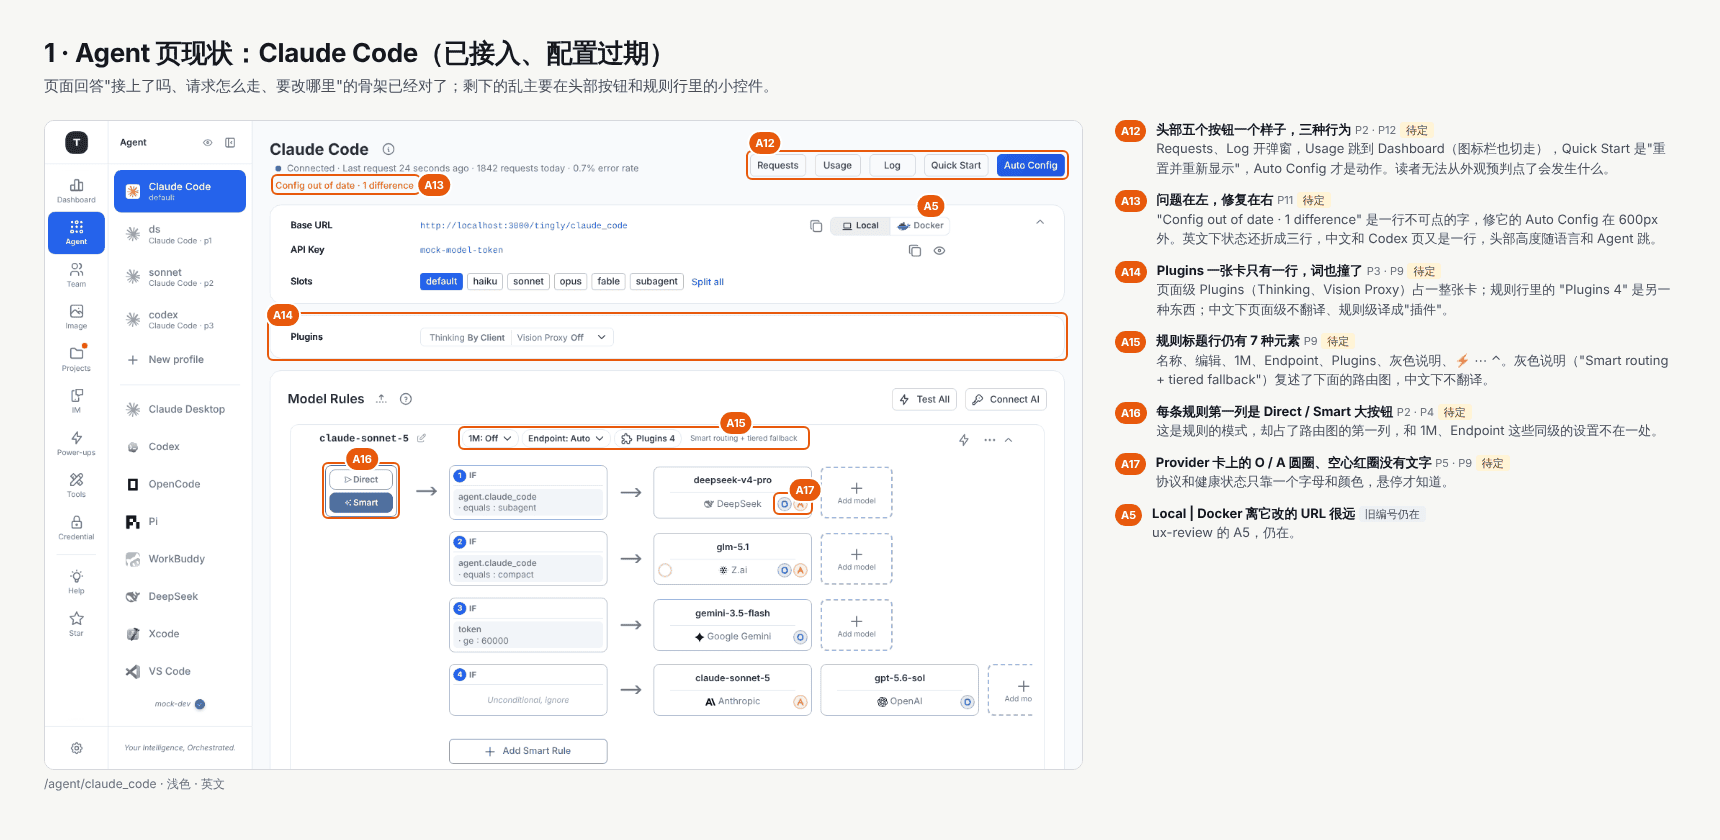 1 · Agent 页现状：Claude Code（已接入、配置过期）
页面回答"接上了吗、请求怎么走、要改哪里"的骨架已经对了；剩下的乱主要在头部按钮和规则行里的小控件。
T
Dashboard
Agent
Team
Image
Projects
IM
Power-ups
Tools
Credential
Help
Star
Agent
Claude Code
default
ds
Claude Code · p1
sonnet
Claude Code · p2
codex
Claude Code · p3
New profile
Claude Desktop
Codex
OpenCode
Pi
WorkBuddy
DeepSeek
Xcode
VS Code
mock-dev
Your Intelligence, Orchestrated.
Claude Code
Connected · Last request 24 seconds ago · 1842 requests today · 0.7% error rate
Config out of date · 1 difference
A13
A12
Requests
Usage
Log
Quick Start
Auto Config
A5
Base URL
http://localhost:3000/tingly/claude_code
Local
Docker
API Key
mock-model-token
Slots
default
haiku
sonnet
opus
fable
subagent
Split all
A14
Plugins
Thinking By Client
Vision Proxy Off
Model Rules
Test All
Connect AI
A15
claude-sonnet-5
1M: Off
Endpoint: Auto
Plugins 4
Smart routing + tiered fallback
A16
Direct
Smart
1 IF
agent.claude_code
· equals : subagent
deepseek-v4-pro
A17
DeepSeek
O
A
Add model
2 IF
agent.claude_code
· equals : compact
glm-5.1
Z.ai
O
A
Add model
3 IF
token
· ge : 60000
gemini-3.5-flash
Google Gemini
O
Add model
4 IF
Unconditional, ignore
claude-sonnet-5
Anthropic
A
gpt-5.6-sol
OpenAI
O
Add mo
Add Smart Rule
/agent/claude_code · 浅色 · 英文
A12 头部五个按钮一个样子，三种行为 P2 · P12 待定
Requests、Log 开弹窗，Usage 跳到 Dashboard（图标栏也切走），Quick Start 是"重
置并重新显示"，Auto Config 才是动作。读者无法从外观预判点了会发生什么。
A13 问题在左，修复在右 P11 待定
"Config out of date · 1 difference" 是一行不可点的字，修它的 Auto Config 在 600px
外。英文下状态还折成三行，中文和 Codex 页又是一行，头部高度随语言和 Agent 跳。
A14 Plugins 一张卡只有一行，词也撞了 P3 · P9 待定
页面级 Plugins（Thinking、Vision Proxy）占一整张卡；规则行里的 "Plugins 4" 是另一
种东西；中文下页面级不翻译、规则级译成"插件"。
A15 规则标题行仍有 7 种元素 P9 待定
名称、编辑、1M、Endpoint、Plugins、灰色说明、⚡ ··· ^。灰色说明（"Smart routing
+ tiered fallback"）复述了下面的路由图，中文下不翻译。
A16 每条规则第一列是 Direct / Smart 大按钮 P2 · P4 待定
这是规则的模式，却占了路由图的第一列，和 1M、Endpoint 这些同级的设置不在一处。
A17 Provider 卡上的 O / A 圆圈、空心红圈没有文字 P5 · P9 待定
协议和健康状态只靠一个字母和颜色，悬停才知道。
A5 Local | Docker 离它改的 URL 很远 旧编号仍在
ux-review 的 A5，仍在。